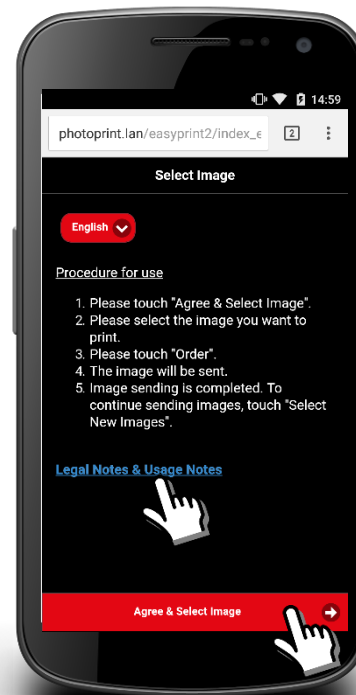 14:59
photoprint.lan/easyprint2/index_e
2
Select Image
English
Procedure for use
1. Please touch "Agree & Select Image".
2. Please select the image you want to
print.
3. Please touch "Order".
4. The image will be sent.
5. Image sending is completed. To
continue sending images, touch "Select
New Images".
Legal Notes & Usage Notes
Agree & Select Image